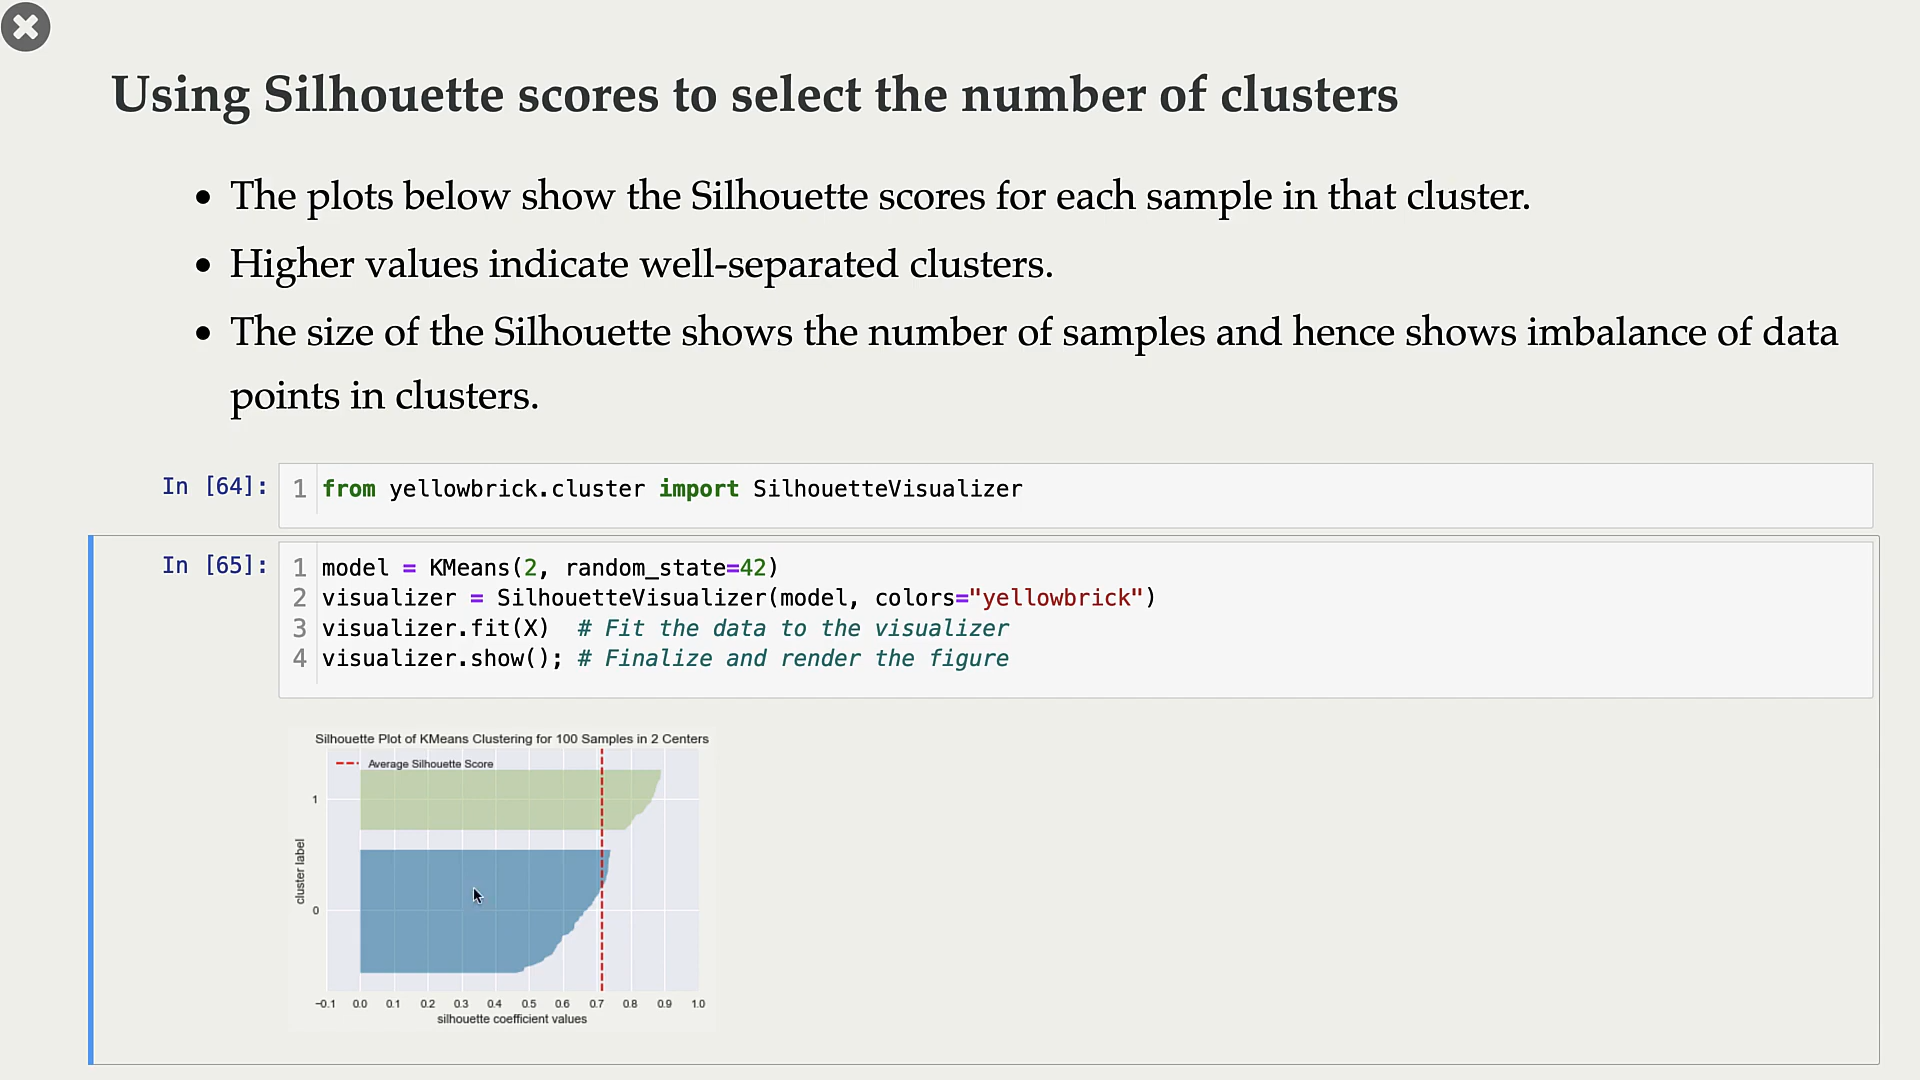 Using Silhouette scores to select the number of clusters
• The plots below show the Silhouette scores for each sample in that cluster.
• Higher values indicate well-separated clusters.
• The size of the Silhouette shows the number of samples and hence shows imbalance of data
points in clusters.
In [64]: 1 from yellowbrick.cluster import SilhouetteVisualizer
In [65]: 1 model = KMeans(2, random_state=42)
2 visualizer = SilhouetteVisualizer(model, colors="yellowbrick")
3 visualizer.fit(X)  # Fit the data to the visualizer
4 visualizer.show(); # Finalize and render the figure
Silhouette Plot of KMeans Clustering for 100 Samples in 2 Centers
Average Silhouette Score
1
cluster label
0
−0.1 0.0 0.1 0.2 0.3 0.4 0.5 0.6 0.7 0.8 0.9 1.0
silhouette coefficient values